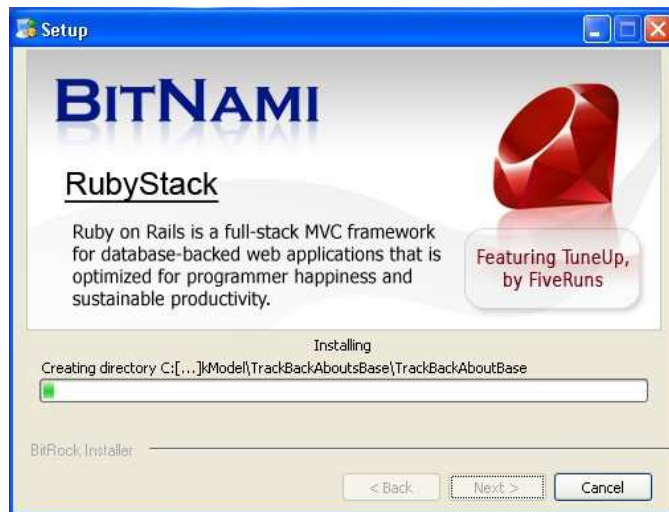 Setup
BITNAMI
RubyStack
Ruby on Rails is a full-stack MVC framework
for database-backed web applications that is
optimized for programmer happiness and
sustainable productivity.
Featuring TuneUp,
by FiveRuns
Installing
Creating directory C:[...]kModel\TrackBackAboutsBase\TrackBackAboutBase
BitRock Installer
< Back
Next >
Cancel